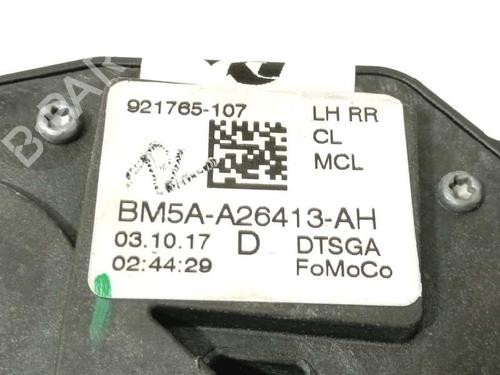 921765-107
LH RR
CL
MCL
BM5A-A26413-AH
03.10.17 D DTSGA
02:44:29 FoMoCo